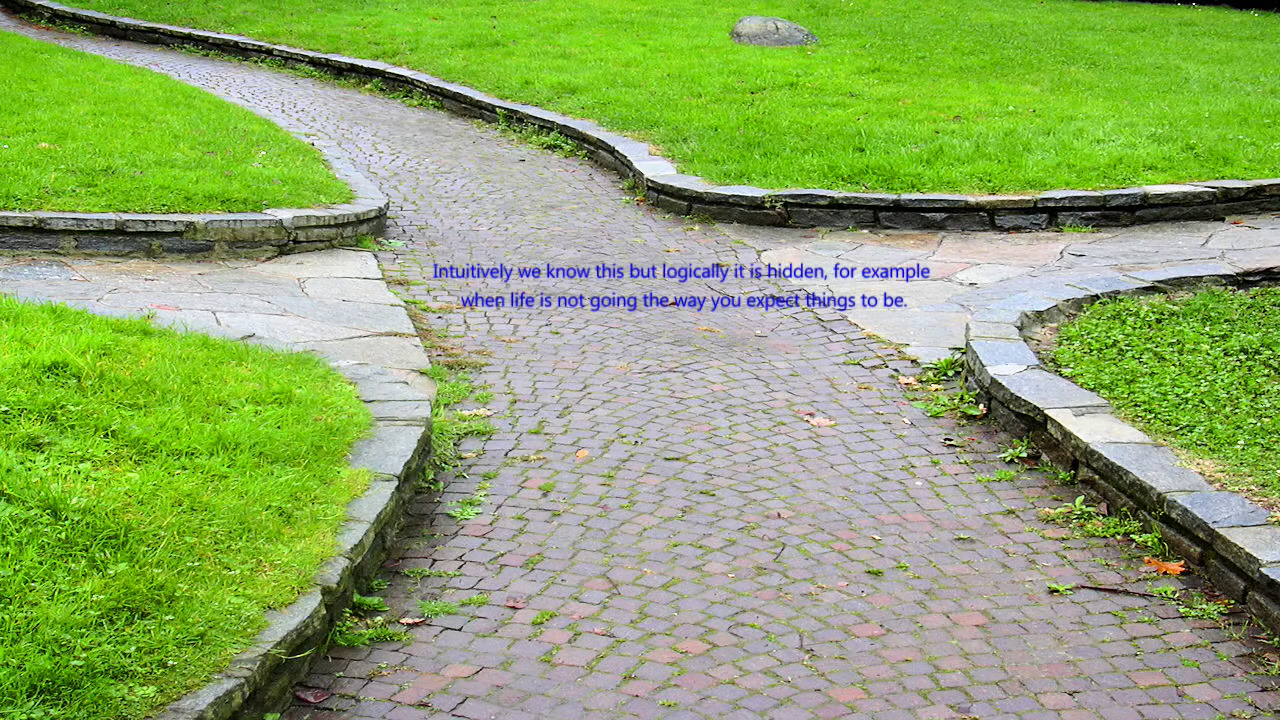 Intuitively we know this but logically it is hidden, for example
when life is not going the way you expect things to be.